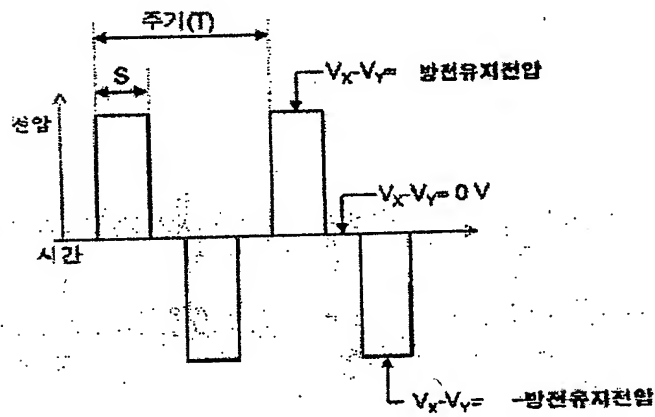 주기(T)
S
V_X-V_Y= 방전유지전압
전압
V_X-V_Y= 0 V
시간
V_X-V_Y= -방전유지전압